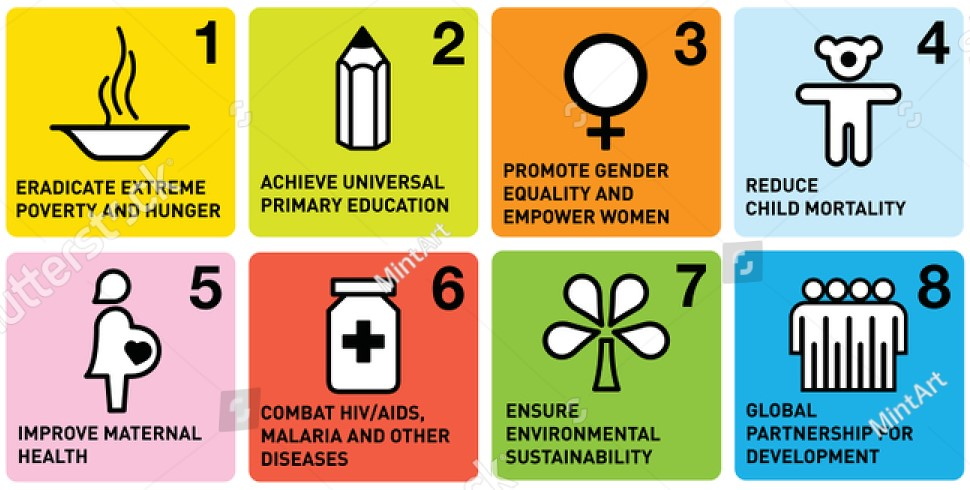 1
ERADICATE EXTREME
POVERTY AND HUNGER
2
ACHIEVE UNIVERSAL
PRIMARY EDUCATION
3
PROMOTE GENDER
EQUALITY AND
EMPOWER WOMEN
4
REDUCE
CHILD MORTALITY
5
IMPROVE MATERNAL
HEALTH
6
COMBAT HIV/AIDS,
MALARIA AND OTHER
DISEASES
7
ENSURE
ENVIRONMENTAL
SUSTAINABILITY
8
GLOBAL
PARTNERSHIP FOR
DEVELOPMENT
shutterstock
MintArt
MintArt